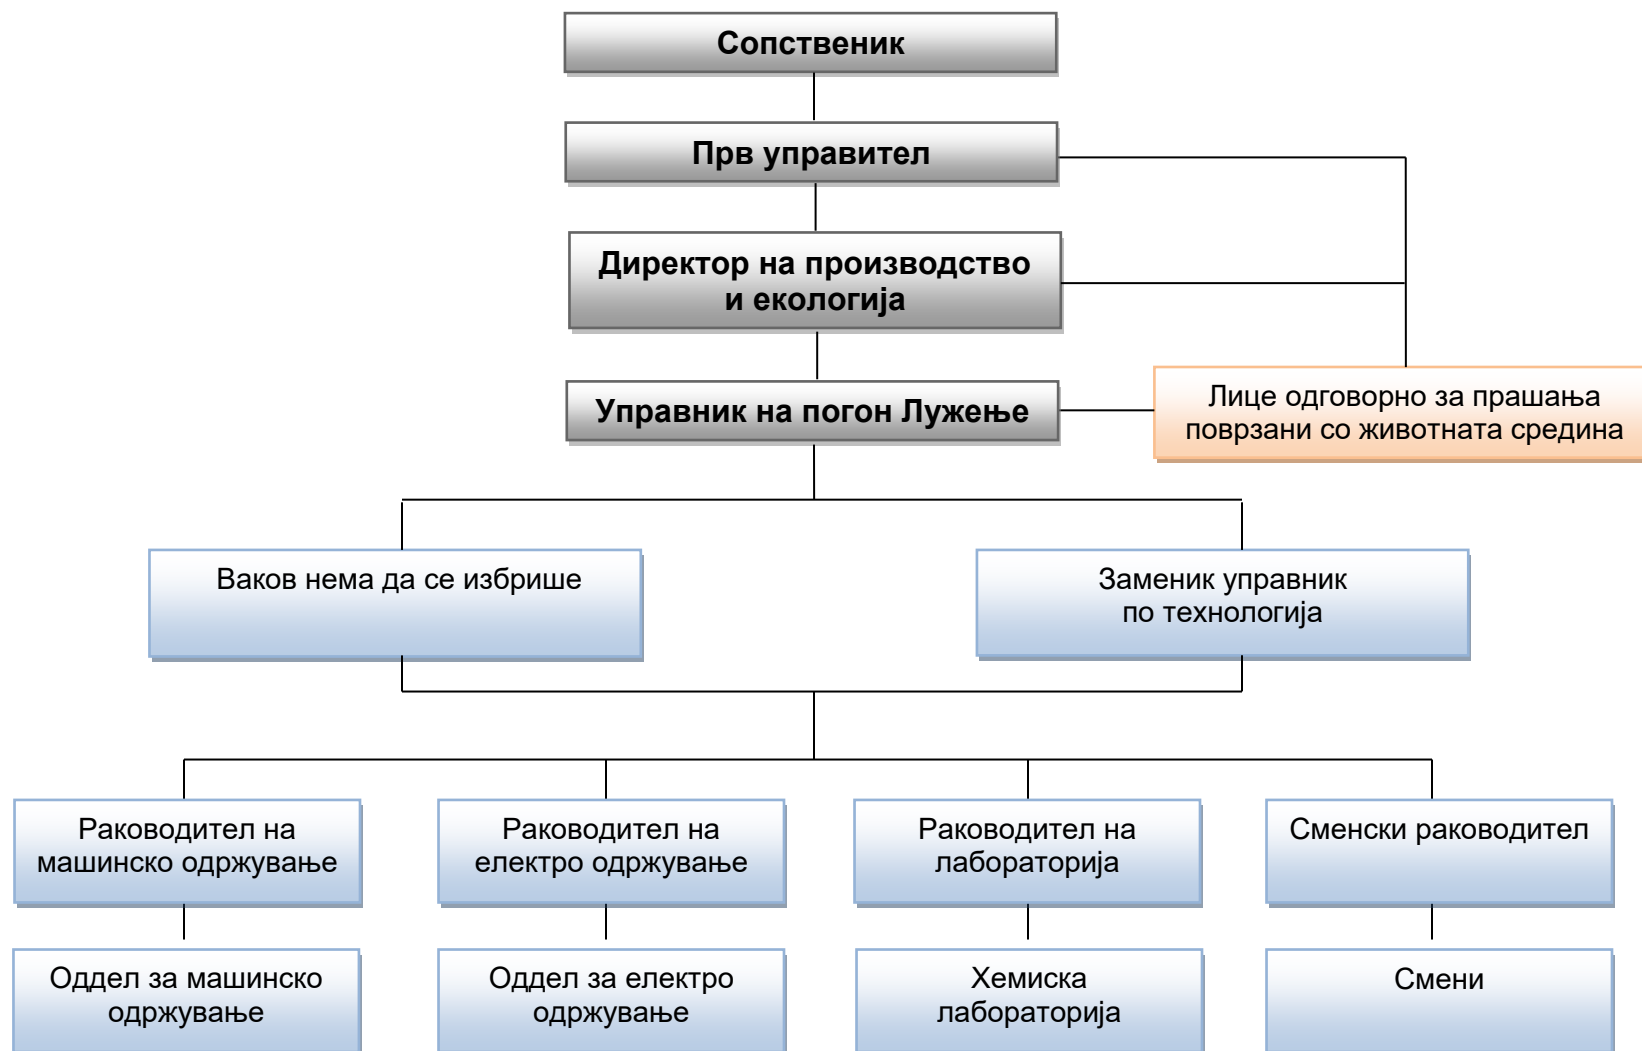 Сопственик
Прв управител
Директор на производство
и екологија
Управник на погон Лужење
Лице одговорно за прашања
поврзани со животната средина
Ваков нема да се избрише
Заменик управник
по технологија
Раководител на
машинско одржување
Раководител на
електро одржување
Раководител на
лабораторија
Сменски раководител
Оддел за машинско
одржување
Оддел за електро
одржување
Хемиска
лабораторија
Смени